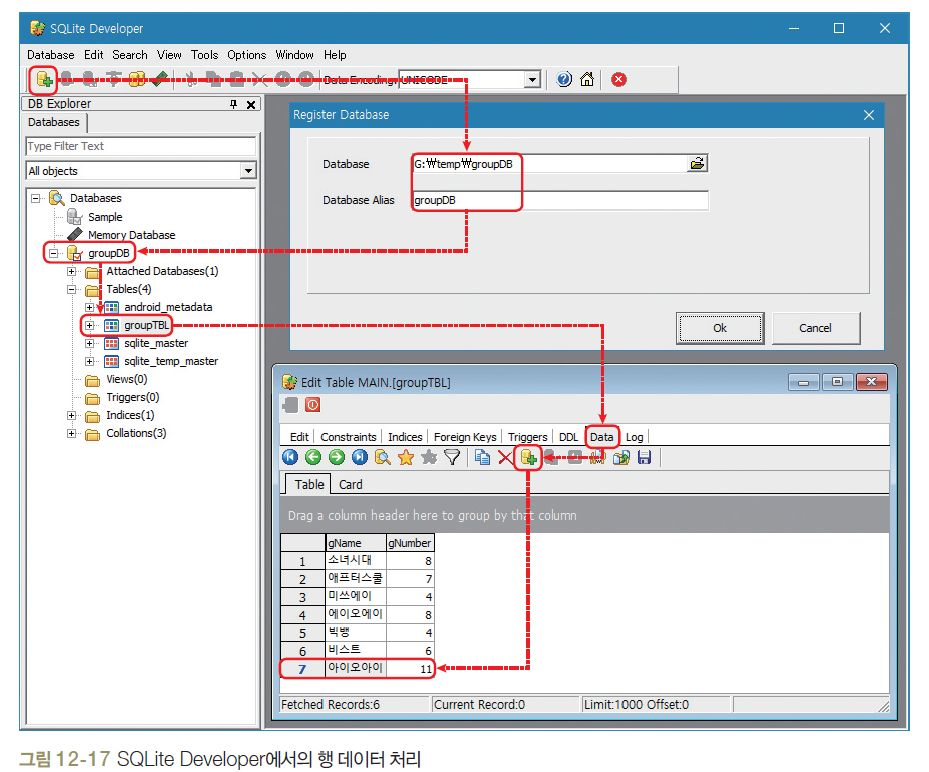 SQLite Developer
Database Edit Search View Tools Options Window Help
Data Encoding: UNICODE
DB Explorer
Databases
Type Filter Text
All objects
Databases
Sample
Memory Database
groupDB
Attached Databases(1)
Tables(4)
android_metadata
groupTBL
sqlite_master
sqlite_temp_master
Views(0)
Triggers(0)
Indices(1)
Collations(3)
Register Database
Database G:₩temp₩groupDB
Database Alias groupDB
Ok Cancel
Edit Table MAIN.[groupTBL]
Edit Constraints Indices Foreign Keys Triggers DDL Data Log
Table Card
Drag a column header here to group by that column
gName gNumber
1 소녀시대 8
2 애프터스쿨 7
3 미쓰에이 4
4 에이오에이 8
5 빅뱅 4
6 비스트 6
7 아이오아이 11
Fetched Records:6 Current Record:0 Limit:1000 Offset:0
그림 12-17 SQLite Developer에서의 행 데이터 처리